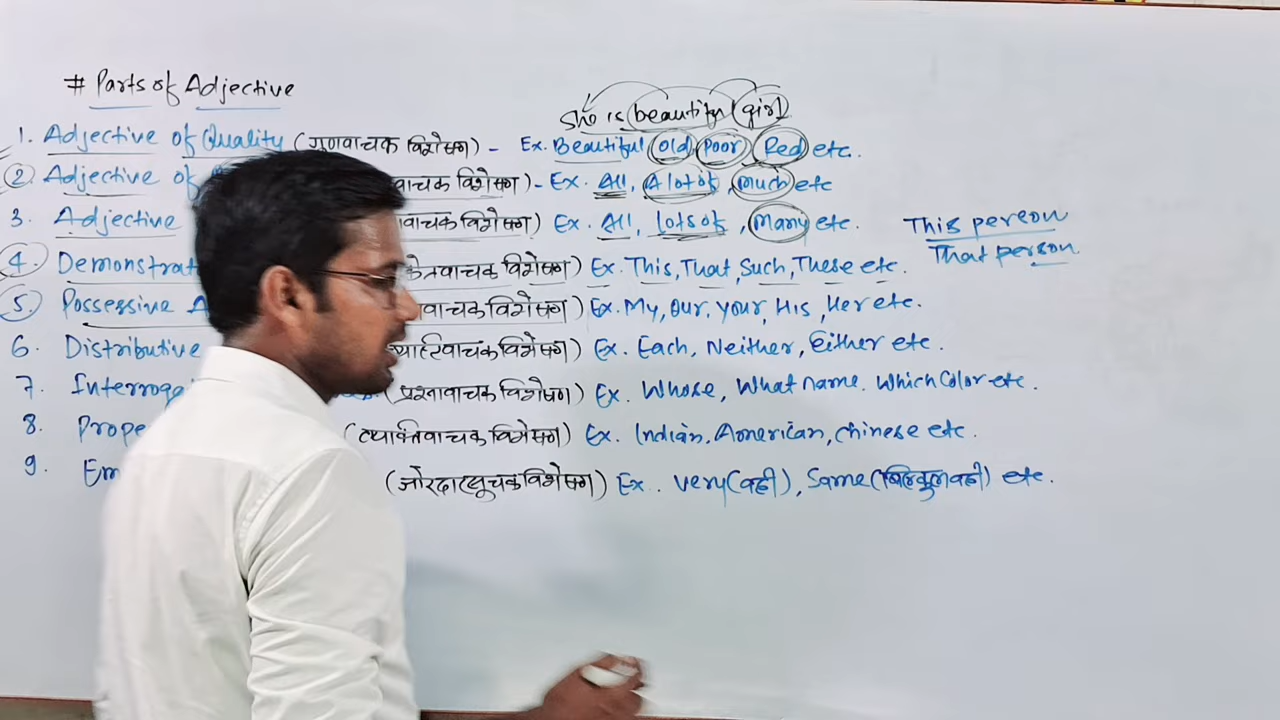 # Parts of Adjective
She is beautiful girl
1. Adjective of Quality (गुणवाचक विशेषण) - Ex. Beautiful Old Poor Red etc.
2. Adjective of वाचक विशेषण) - Ex. All, A lot of, Much etc
3. Adjective वाचक विशेषण) Ex. All, lots of, Many etc.
This person
That person
4. Demonstrat केतवाचक विशेषण) Ex. This, That, Such, These etc.
5. Possessive A वाचक विशेषण) Ex. My, Our, Your, His, Her etc.
6. Distributive वाचक विशेषण) Ex. Each, Neither, Either etc.
7. Interroga (प्रश्नवाचक विशेषण) Ex. Whose, What name. Which Color etc.
8. Prope (व्यक्तिवाचक विशेषण) Ex. Indian, American, Chinese etc.
9. Em (जोरदारसूचक विशेषण) Ex. very(वही), Same(बिलकुल वही) etc.